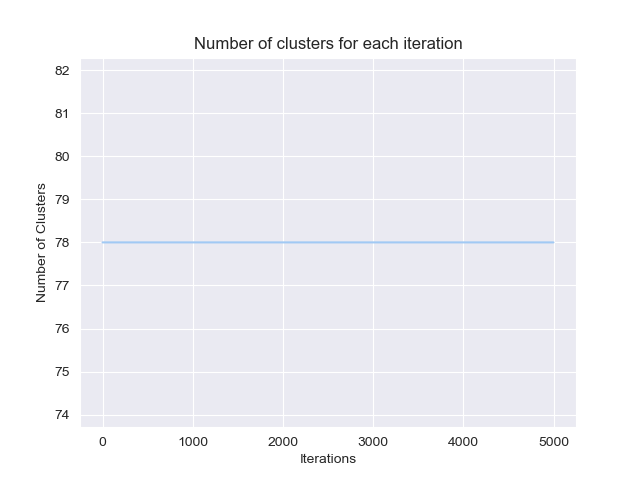 Number of clusters for each iteration
82
81
80
79
78
77
76
75
74
Number of Clusters
0 1000 2000 3000 4000 5000
Iterations